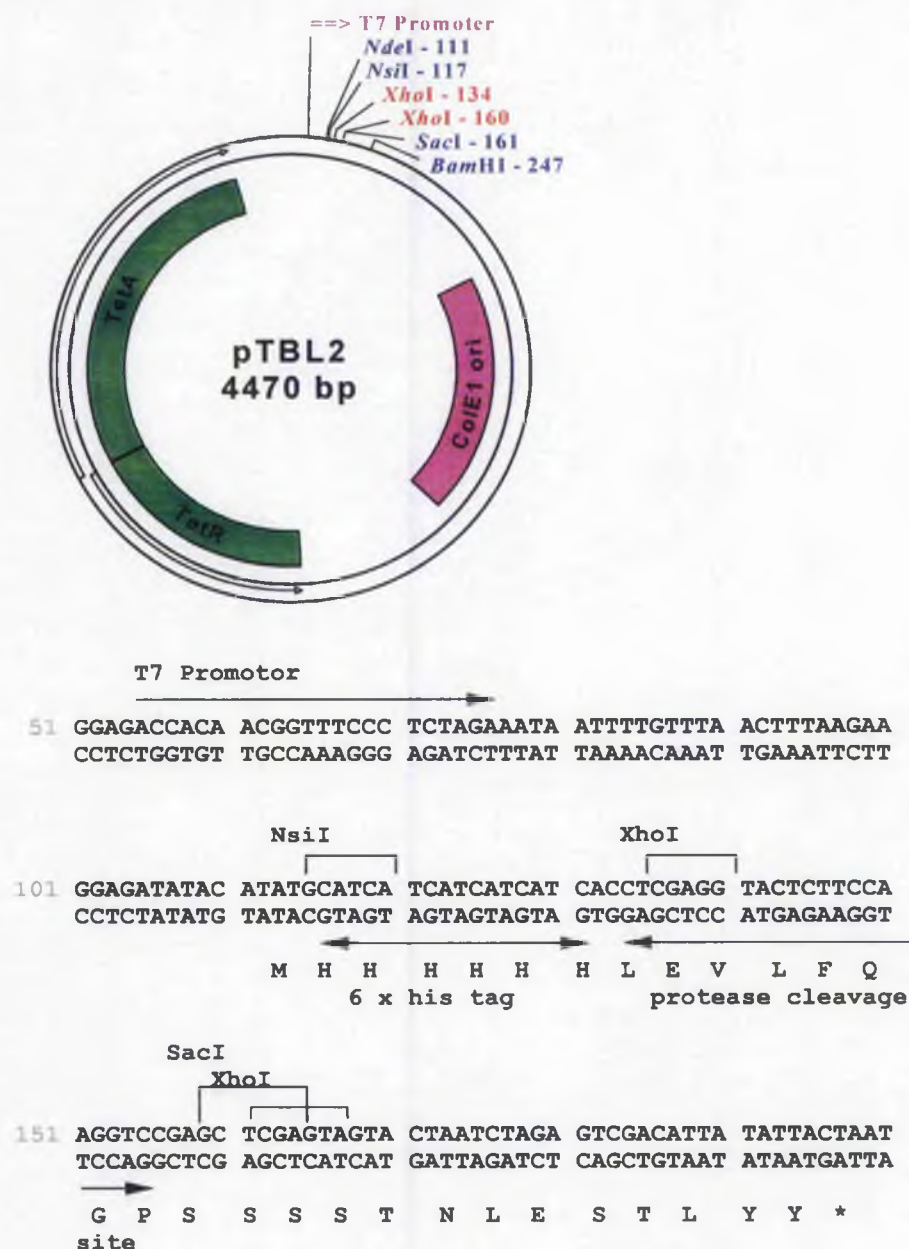 ==> T7 Promoter
NdeI - 111
NsiI - 117
XhoI - 134
XhoI - 160
SacI - 161
BamHI - 247
TetA
pTBL2
4470 bp
ColE1 ori
TetR
T7 Promotor
51 GGAGACCACA ACGGTTTCCC TCTAGAAATA ATTTTGTTTA ACTTTAAGAA
CCTCTGGTGT TGCCAAAGGG AGATCTTTAT TAAAACAAAT TGAAATTCTT
NsiI XhoI
101 GGAGATATAC ATATGCATCA TCATCATCAT CACCTCGAGG TACTCTTCCA
CCTCTATATG TATACGTAGT AGTAGTAGTA GTGGAGCTCC ATGAGAAGGT
M H H H H H H L E V L F Q
6 x his tag protease cleavage
SacI
XhoI
151 AGGTCCGAGC TCGAGTAGTA CTAATCTAGA GTCGACATTA TATTACTAAT
TCCAGGCTCG AGCTCATCAT GATTAGATCT CAGCTGTAAT ATAATGATTA
G P S S S S T N L E S T L Y Y *
site